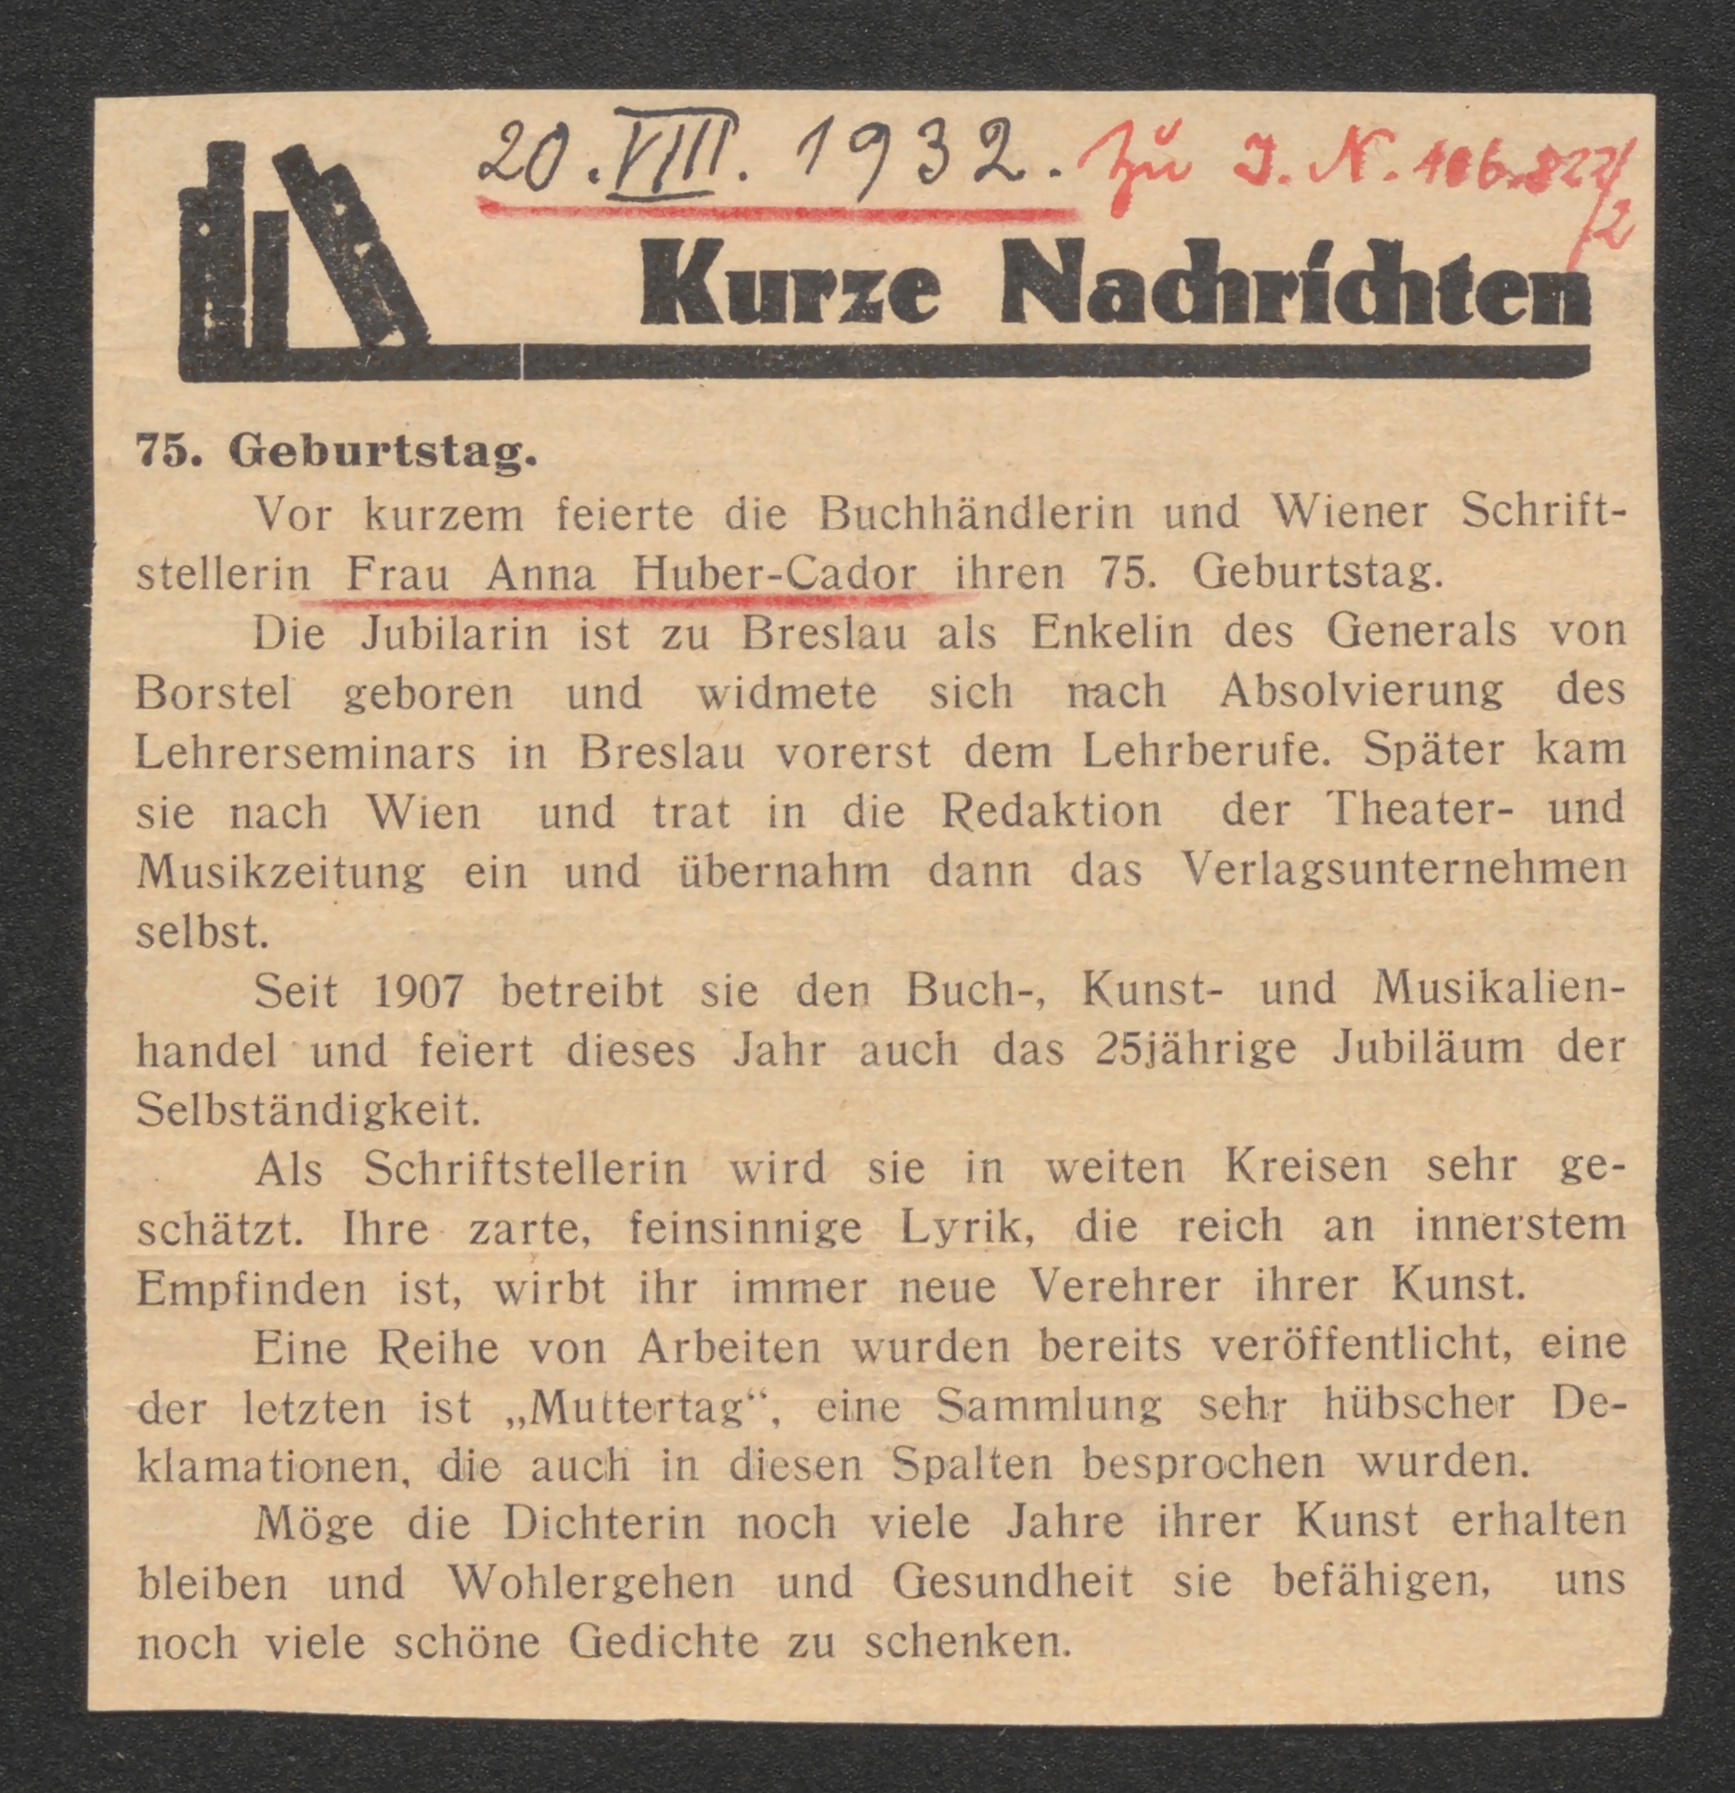 20. VIII. 1932. Zu I. N. 106.822/2
Kurze Nachrichten
75. Geburtstag.
Vor kurzem feierte die Buchhändlerin und Wiener Schrift-
stellerin Frau Anna Huber-Cador ihren 75. Geburtstag.
Die Jubilarin ist zu Breslau als Enkelin des Generals von
Borstel geboren und widmete sich nach Absolvierung des
Lehrerseminars in Breslau vorerst dem Lehrberufe. Später kam
sie nach Wien und trat in die Redaktion der Theater- und
Musikzeitung ein und übernahm dann das Verlagsunternehmen
selbst.
Seit 1907 betreibt sie den Buch-, Kunst- und Musikalien-
handel und feiert dieses Jahr auch das 25jährige Jubiläum der
Selbständigkeit.
Als Schriftstellerin wird sie in weiten Kreisen sehr ge-
schätzt. Ihre zarte, feinsinnige Lyrik, die reich an innerstem
Empfinden ist, wirbt ihr immer neue Verehrer ihrer Kunst.
Eine Reihe von Arbeiten wurden bereits veröffentlicht, eine
der letzten ist „Muttertag“, eine Sammlung sehr hübscher De-
klamationen, die auch in diesen Spalten besprochen wurden.
Möge die Dichterin noch viele Jahre ihrer Kunst erhalten
bleiben und Wohlergehen und Gesundheit sie befähigen, uns
noch viele schöne Gedichte zu schenken.